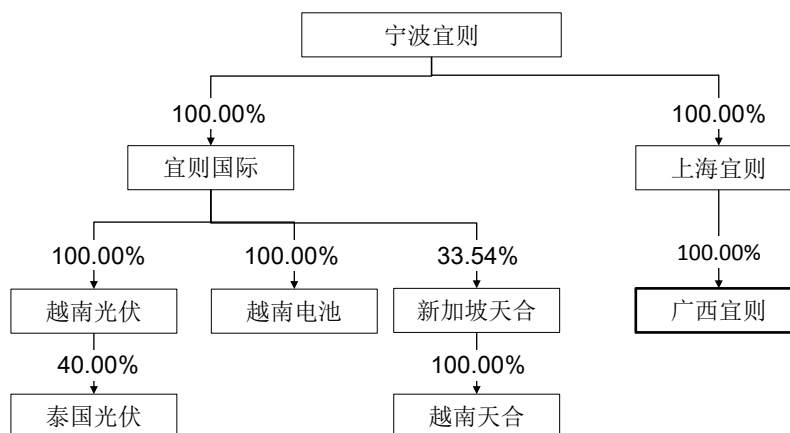 宁波宜则
100.00%
100.00%
宜则国际
上海宜则
100.00%
100.00%
33.54%
100.00%
越南光伏
越南电池
新加坡天合
广西宜则
40.00%
100.00%
泰国光伏
越南天合